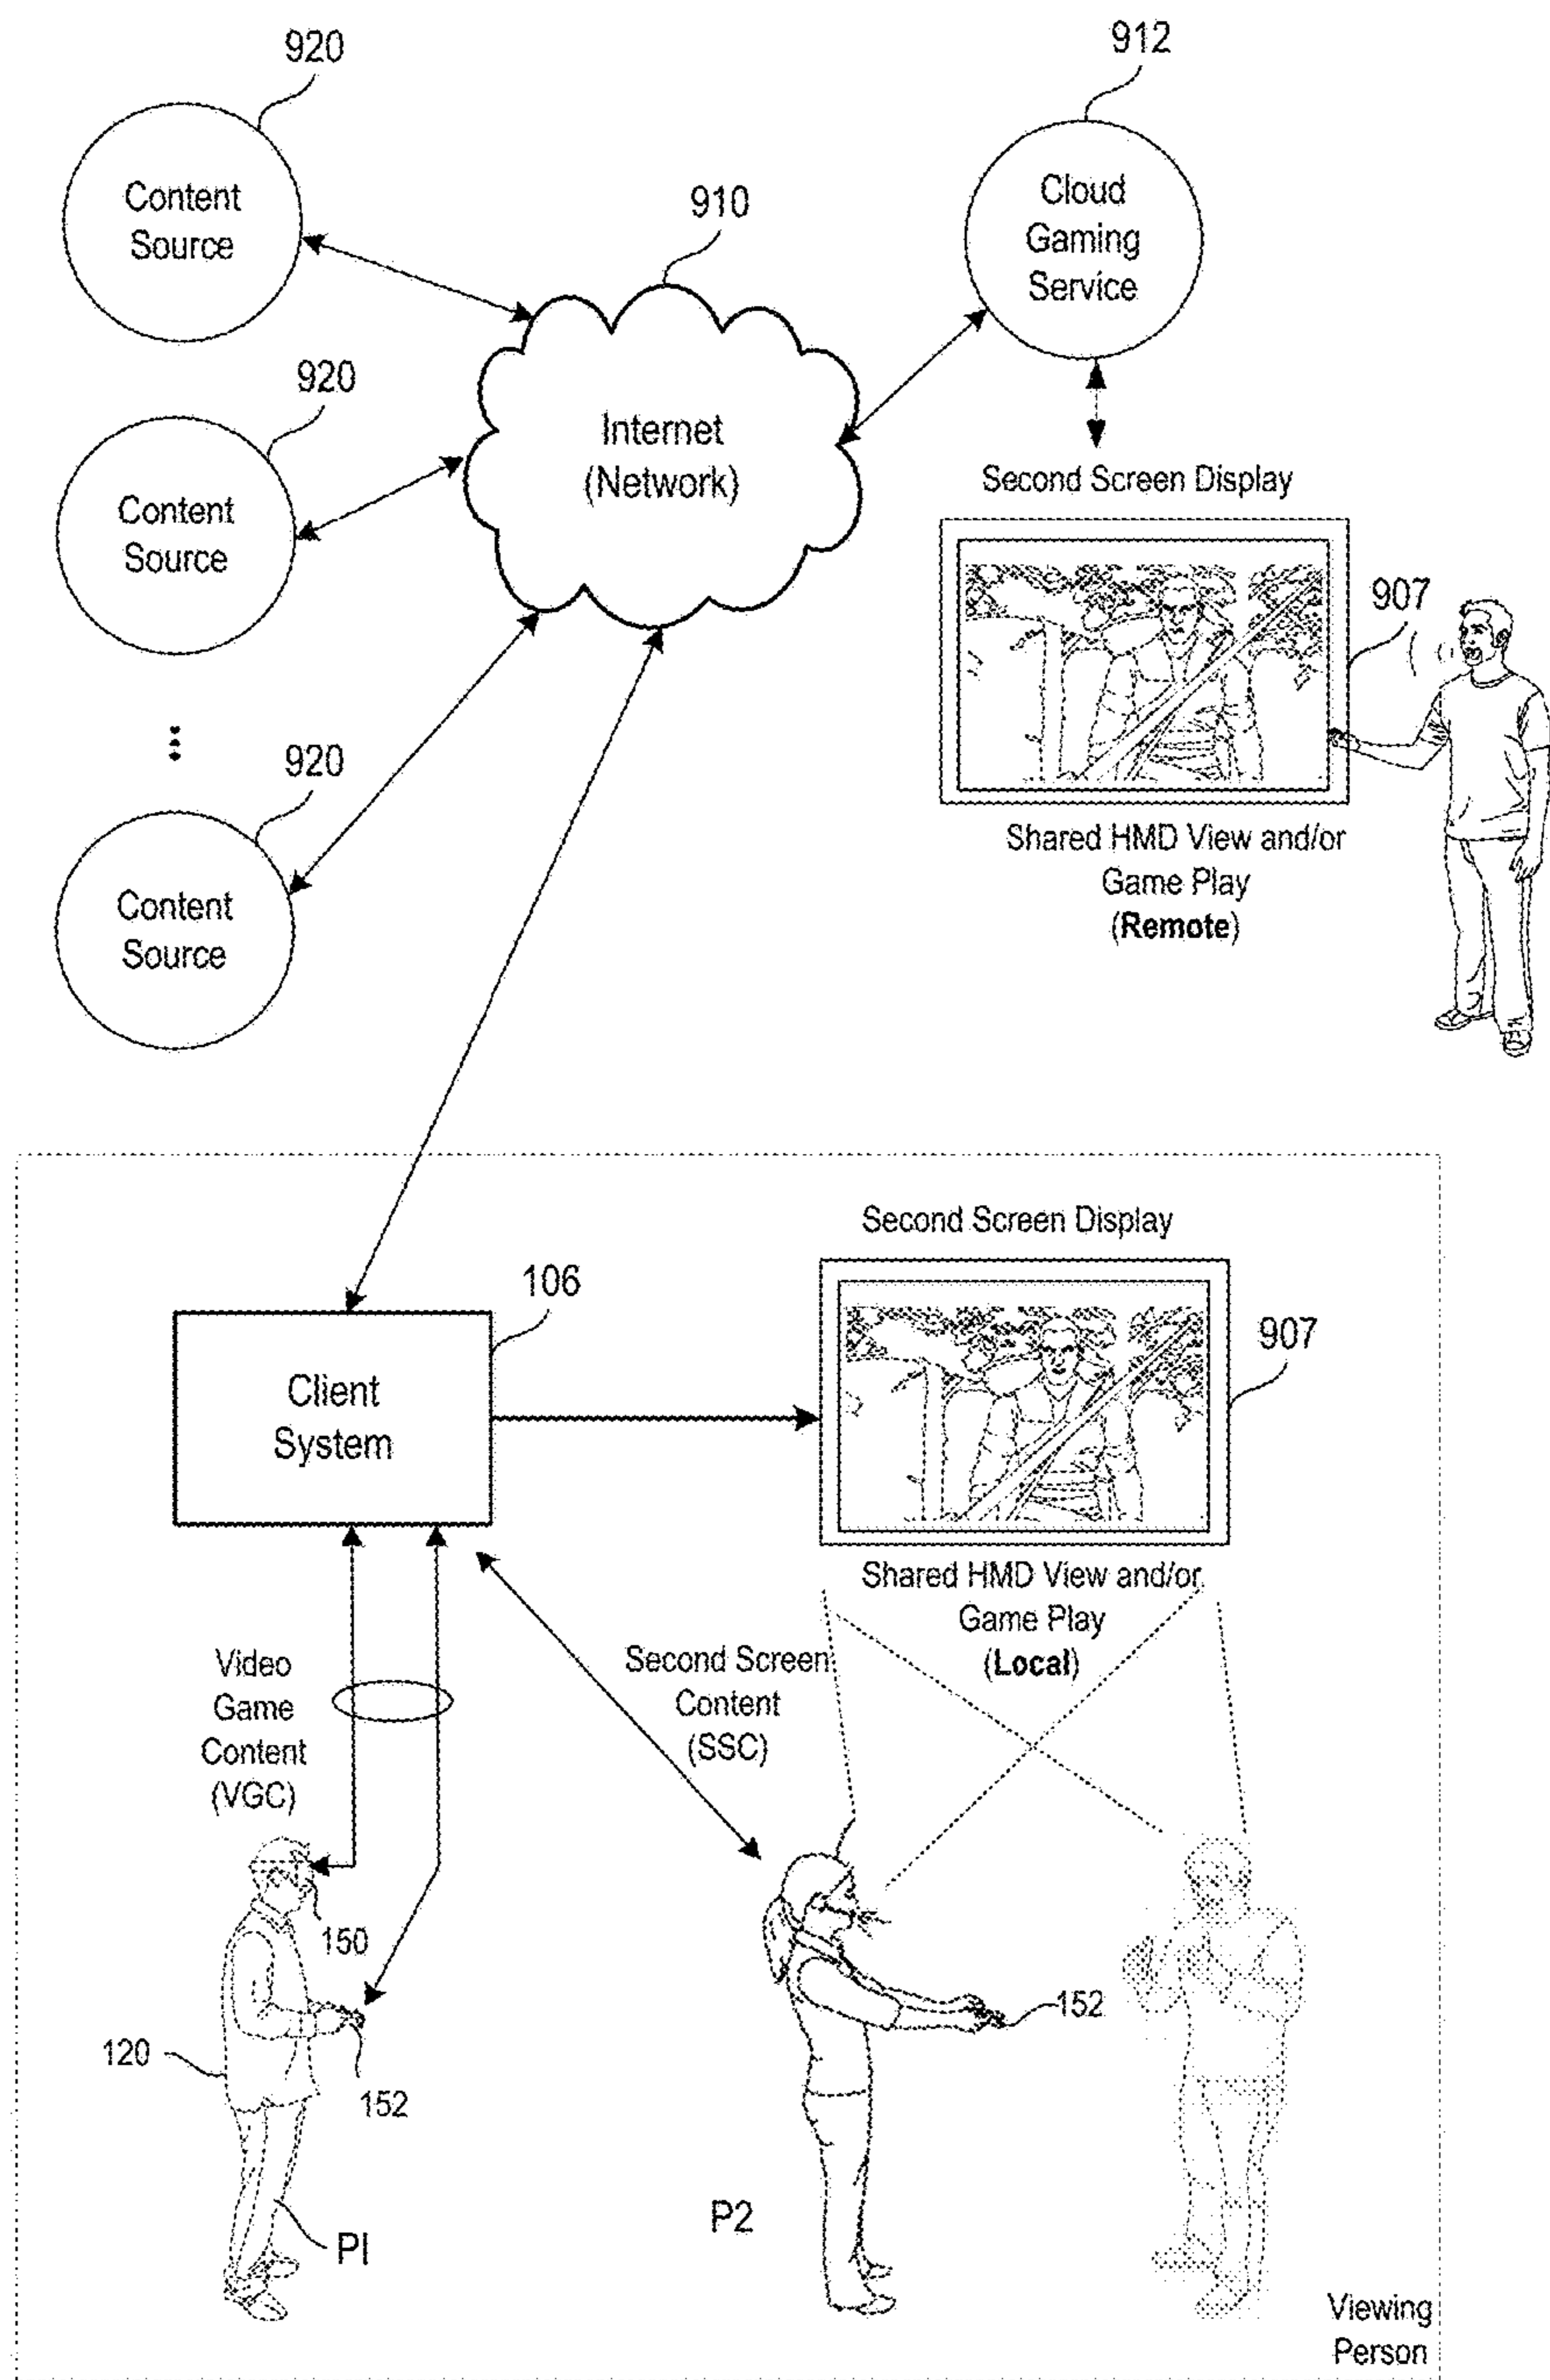 920
912
Content
Source
910
Cloud
Gaming
Service
920
Internet
(Network)
Content
Source
Second Screen Display
907
920
Content
Source
Shared HMD View and/or
Game Play
(Remote)
Second Screen Display
106
907
Client
System
Shared HMD View and/or
Game Play
(Local)
Video
Game
Content
(VGC)
Second Screen
Content
(SSC)
150
152
120
152
P1
P2
Viewing
Person